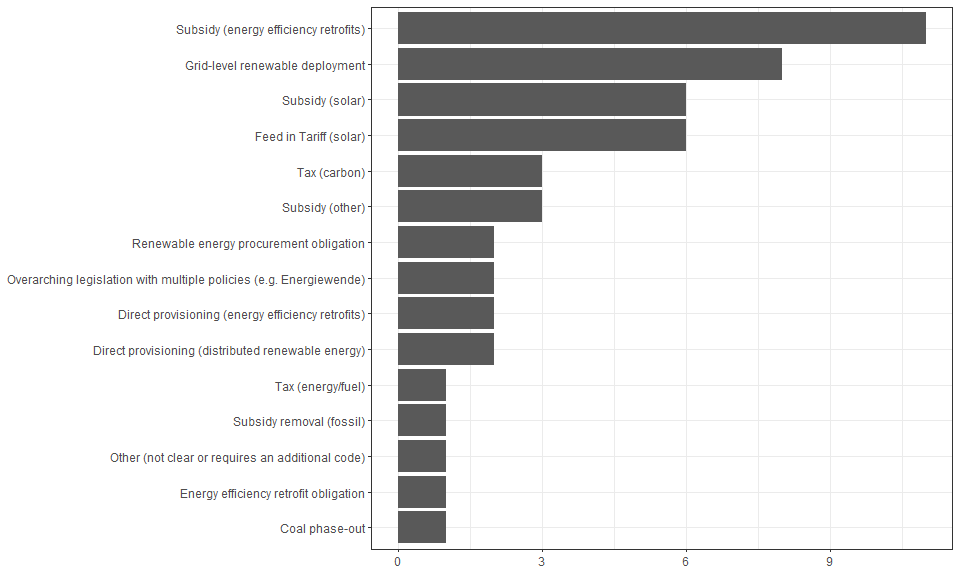 Subsidy (energy efficiency retrofits)
Grid-level renewable deployment
Subsidy (solar)
Feed in Tariff (solar)
Tax (carbon)
Subsidy (other)
Renewable energy procurement obligation
Overarching legislation with multiple policies (e.g. Energiewende)
Direct provisioning (energy efficiency retrofits)
Direct provisioning (distributed renewable energy)
Tax (energy/fuel)
Subsidy removal (fossil)
Other (not clear or requires an additional code)
Energy efficiency retrofit obligation
Coal phase-out
0 3 6 9